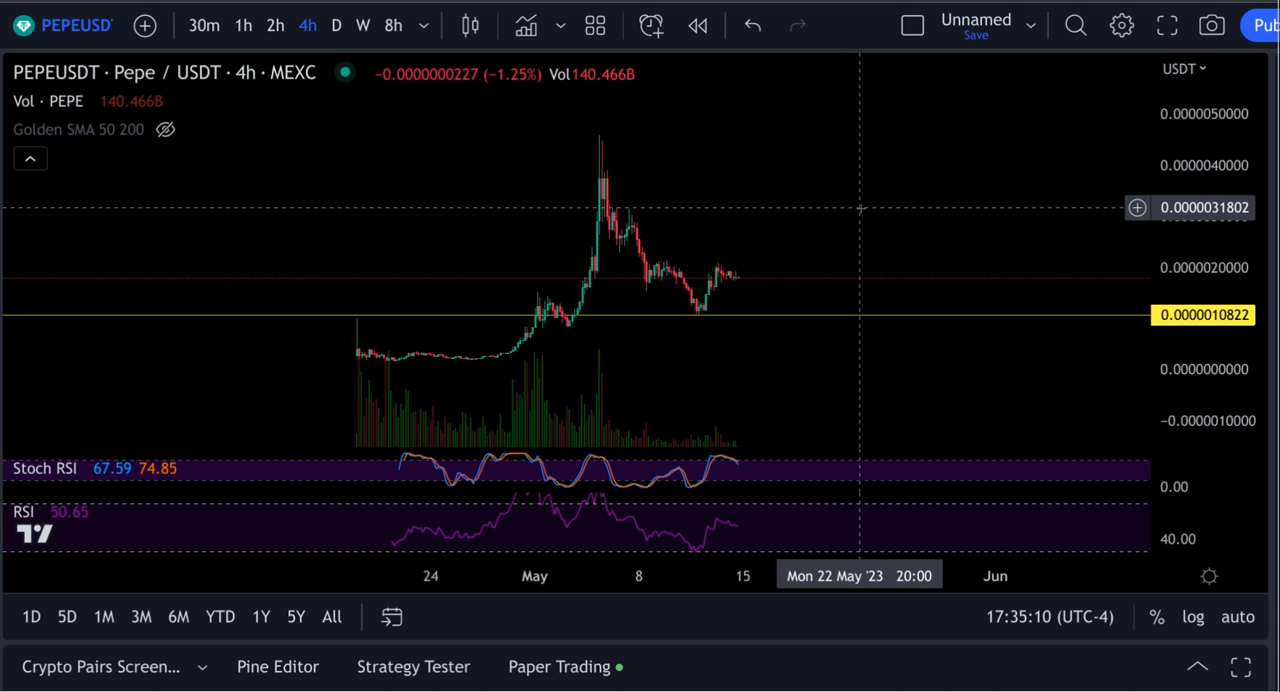 PEPEUSDT 30m 1h 2h 4h D W 8h Unnamed
Save
PEPEUSDT · Pepe / USDT · 4h · MEXC −0.0000000227 (−1.25%) Vol 140.466B
USDT
Vol · PEPE 140.466B
Golden SMA 50 200
0.0000050000
0.0000040000
0.0000031802
0.0000020000
0.0000010822
0.0000000000
−0.0000010000
Stoch RSI 67.59 74.85
0.00
RSI 50.65
40.00
24 May 8 15 Mon 22 May '23 20:00 Jun
1D 5D 1M 3M 6M YTD 1Y 5Y All 17:35:10 (UTC-4) % log auto
Crypto Pairs Screen... Pine Editor Strategy Tester Paper Trading